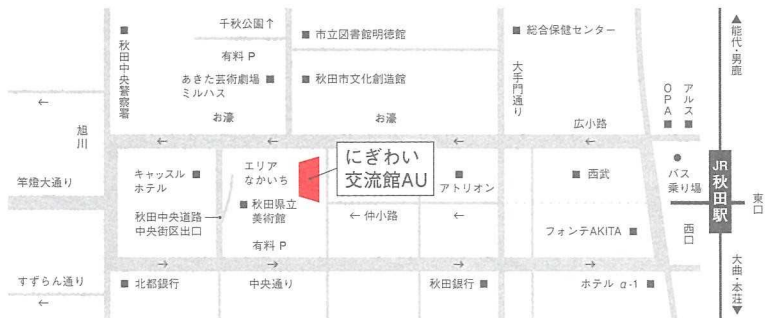 千秋公園↑
有料 P
秋田中央警察署
あきた芸術劇場
ミルハス
お濠
市立図書館明徳館
秋田市文化創造館
お濠
総合保健センター
大手門通り
広小路
OPA
アルス
▲能代・男鹿
←
旭川
竿燈大通り
←
←
←
←
キャッスル
ホテル
エリア
なかいち
にぎわい
交流館AU
アトリオン
西武
バス
乗り場
JR
秋田駅
東口
西口
秋田中央道路
中央街区出口
秋田県立
美術館
有料 P
← 仲小路
←
フォンテAKITA
→
→
→
→
すずらん通り
←
北都銀行
中央通り
秋田銀行
ホテル α-1
大曲・本荘▼